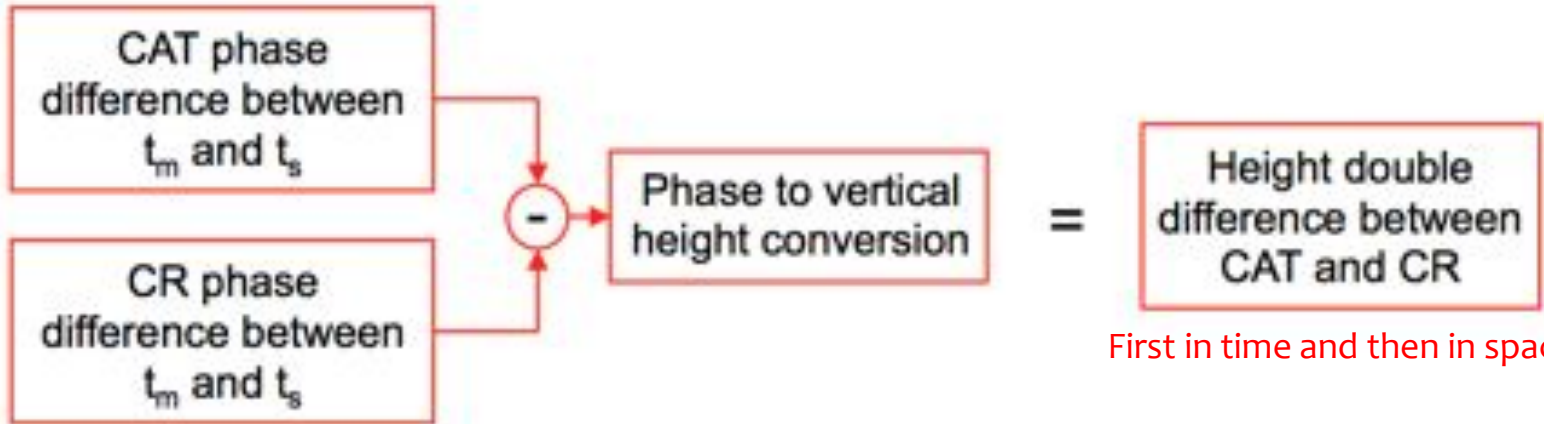 CAT phase
difference between
tm and ts
CR phase
difference between
tm and ts
-
Phase to vertical
height conversion
=
Height double
difference between
CAT and CR
First in time and then in spac